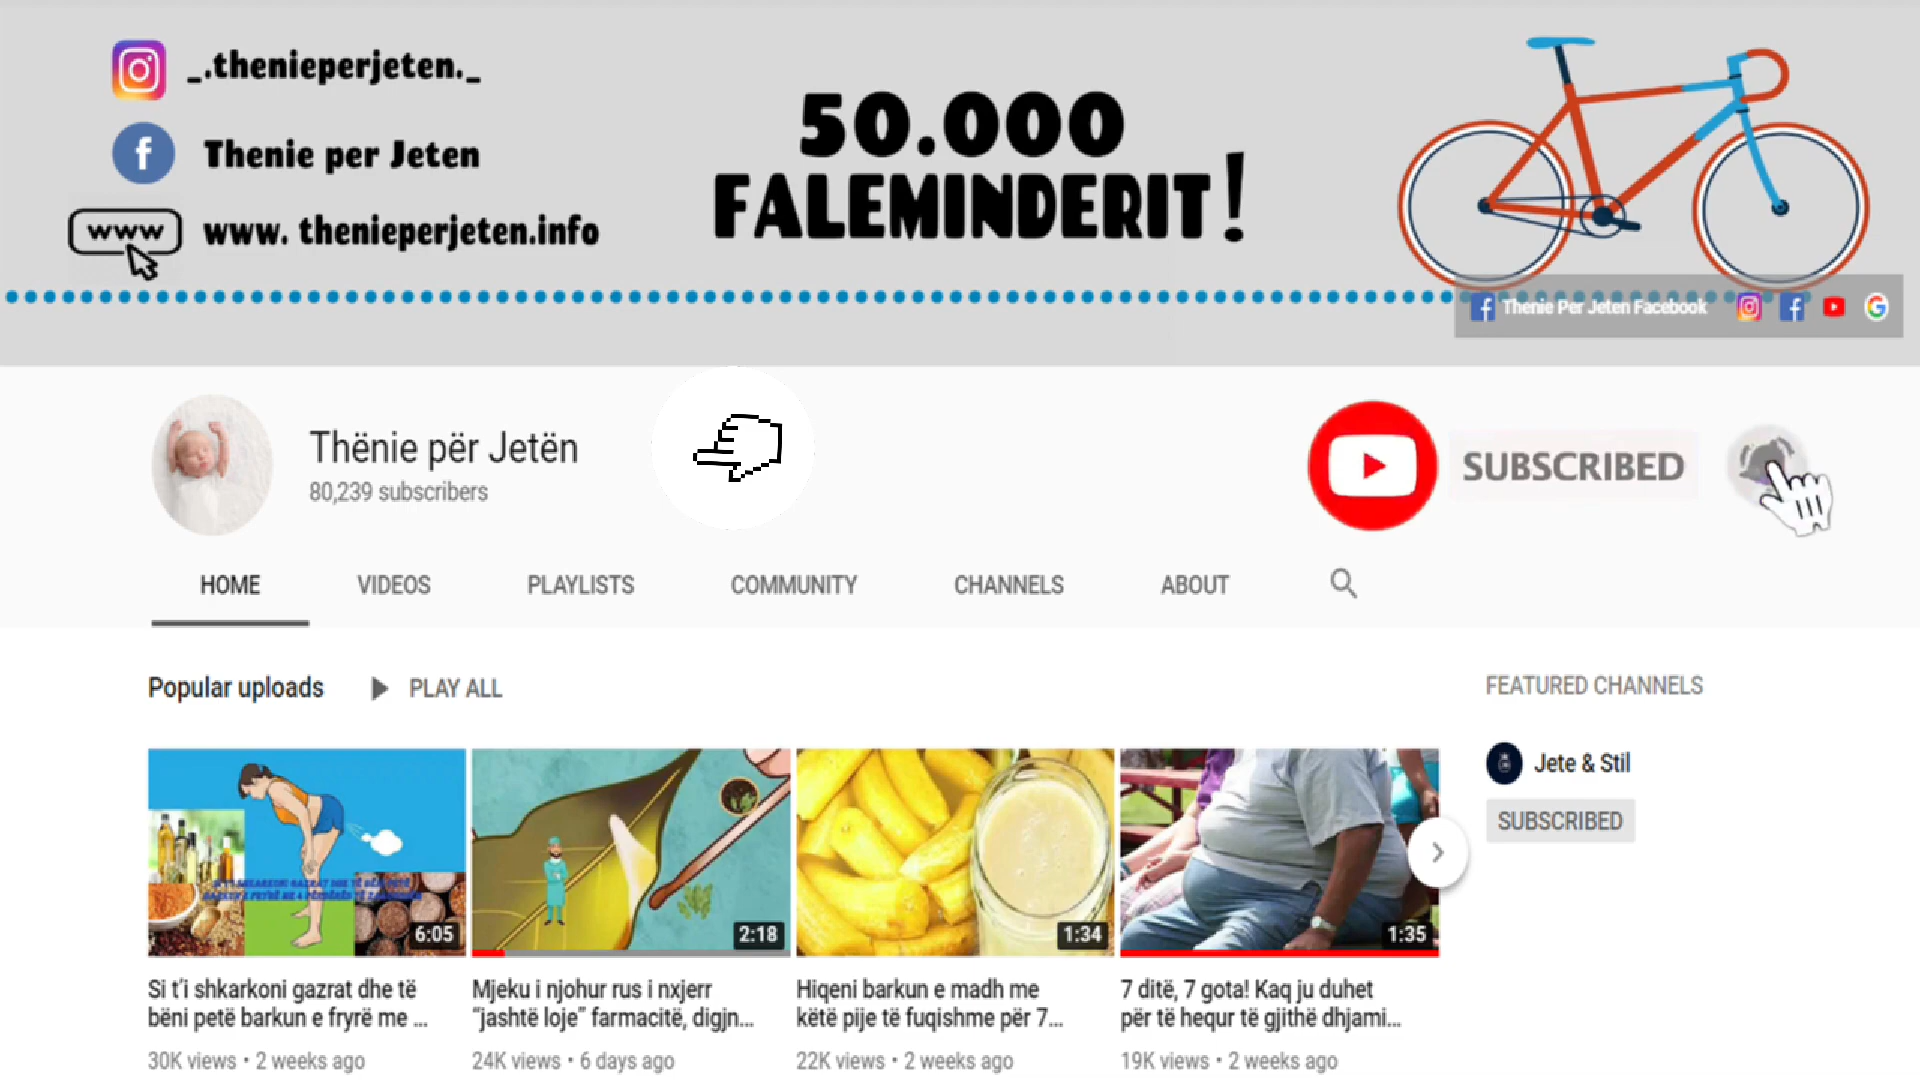 _.thenieperjeten._
50.000
FALEMINDERIT!
f Thenie per Jeten
www www. thenieperjeten.info
f Thenie Per Jeten Facebook
Thënie për Jetën
80,239 subscribers
SUBSCRIBED
HOME VIDEOS PLAYLISTS COMMUNITY CHANNELS ABOUT
Popular uploads PLAY ALL
FEATURED CHANNELS
Jete & Stil
SUBSCRIBED
6:05 2:18 1:34 1:35
Si t'i shkarkoni gazrat dhe të
bëni petë barkun e fryrë me ...
30K views • 2 weeks ago
Mjeku i njohur rus i nxjerr
"jashtë loje" farmacitë, digjn...
24K views • 6 days ago
Hiqeni barkun e madh me
këtë pije të fuqishme për 7...
22K views • 2 weeks ago
7 ditë, 7 gota! Kaq ju duhet
për të hequr të gjithë dhjami...
19K views • 2 weeks ago